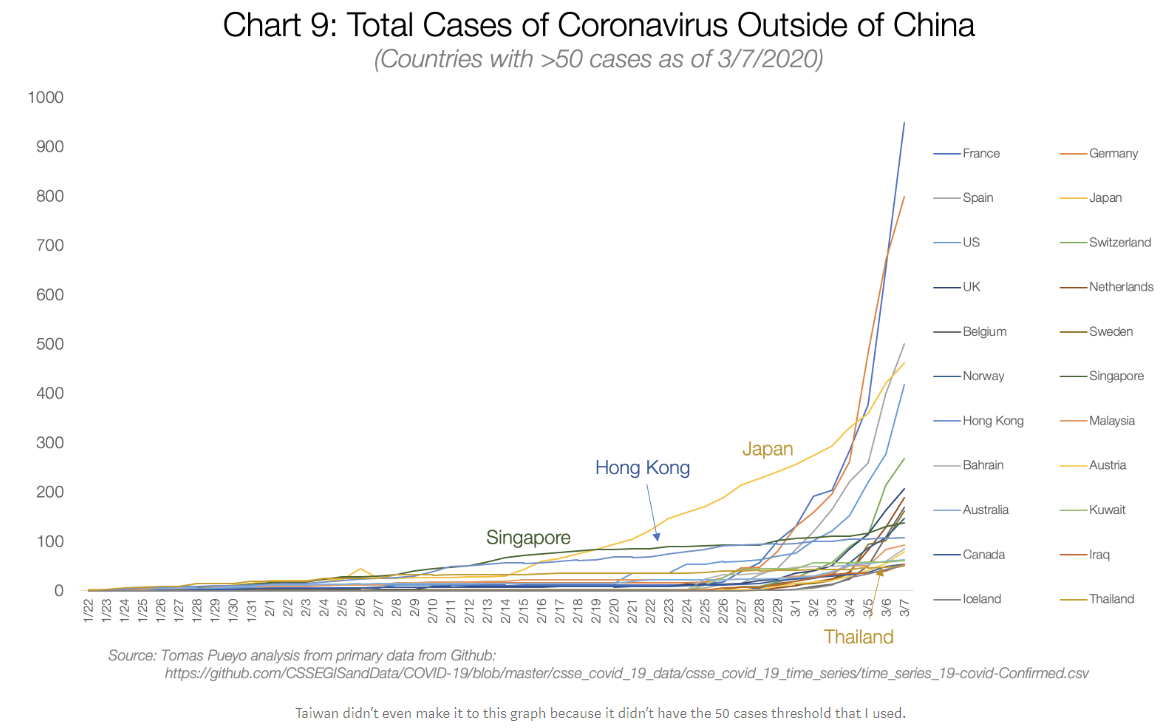 Chart 9: Total Cases of Coronavirus Outside of China
(Countries with >50 cases as of 3/7/2020)
1000
900
800
700
600
500
400
300
200
100
0
Japan
Hong Kong
Singapore
Thailand
1/22 1/23 1/24 1/25 1/26 1/27 1/28 1/29 1/30 1/31 2/1 2/2 2/3 2/4 2/5 2/6 2/7 2/8 2/9 2/10 2/11 2/12 2/13 2/14 2/15 2/16 2/17 2/18 2/19 2/20 2/21 2/22 2/23 2/24 2/25 2/26 2/27 2/28 2/29 3/1 3/2 3/3 3/4 3/5 3/6 3/7
France Germany
Spain Japan
US Switzerland
UK Netherlands
Belgium Sweden
Norway Singapore
Hong Kong Malaysia
Bahrain Austria
Australia Kuwait
Canada Iraq
Iceland Thailand
Source: Tomas Pueyo analysis from primary data from Github:
https://github.com/CSSEGISandData/COVID-19/blob/master/csse_covid_19_data/csse_covid_19_time_series/time_series_19-covid-Confirmed.csv
Taiwan didn't even make it to this graph because it didn't have the 50 cases threshold that I used.